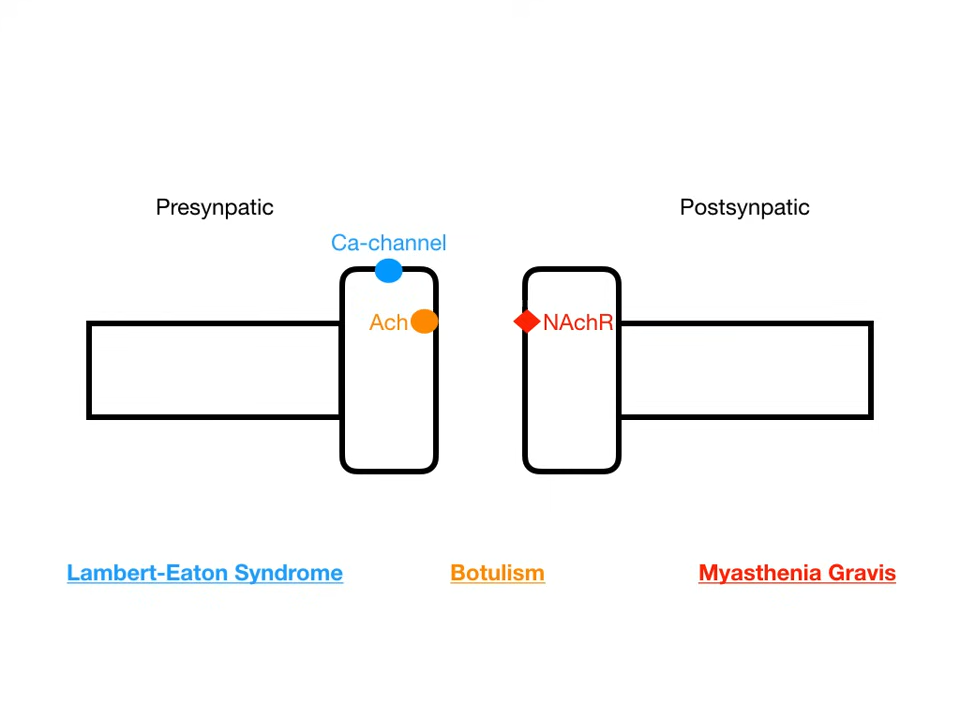 Presynpatic
Postsynpatic
Ca-channel
Ach
NAchR
Lambert-Eaton Syndrome
Botulism
Myasthenia Gravis